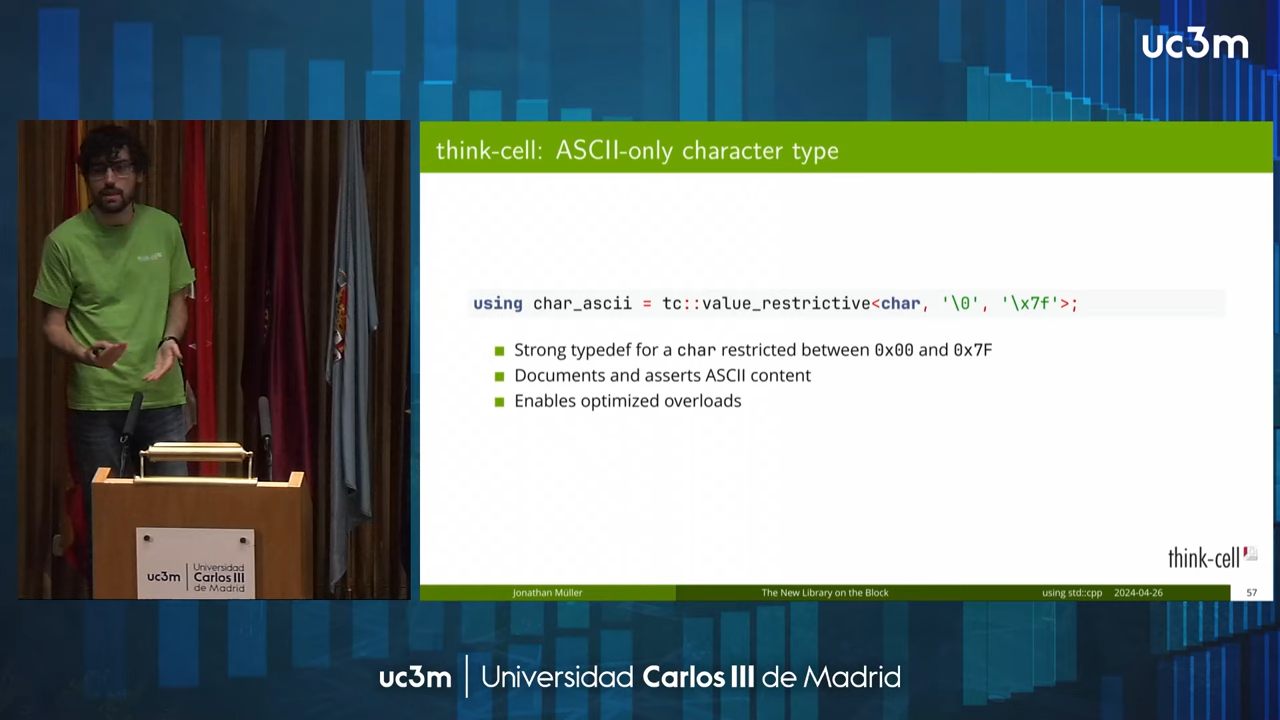 uc3m
think-cell: ASCII-only character type
using char_ascii = tc::value_restrictive<char, '\0', '\x7f'>;
Strong typedef for a char restricted between 0x00 and 0x7F
Documents and asserts ASCII content
Enables optimized overloads
think-cell
Jonathan Müller The New Library on the Block using std::cpp 2024-04-26 57
uc3m Universidad
Carlos III
de Madrid
uc3m Universidad Carlos III de Madrid